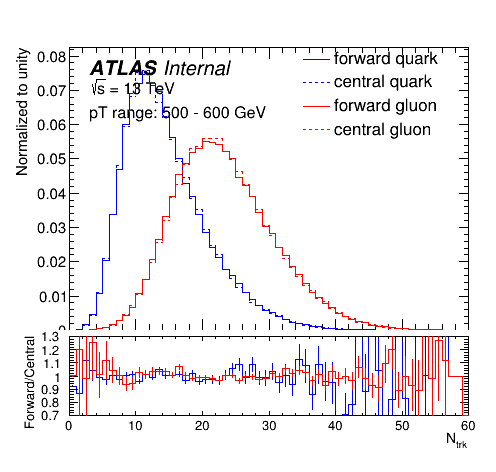 Normalized to unity
0.08
0.07
0.06
0.05
0.04
0.03
0.02
0.01
ATLAS Internal
√s = 13 TeV
pT range: 500 - 600 GeV
forward quark
central quark
forward gluon
central gluon
Forward/Central
1.3
1.2
1.1
1
0.9
0.8
0.7
0 10 20 30 40 50 60
N_trk